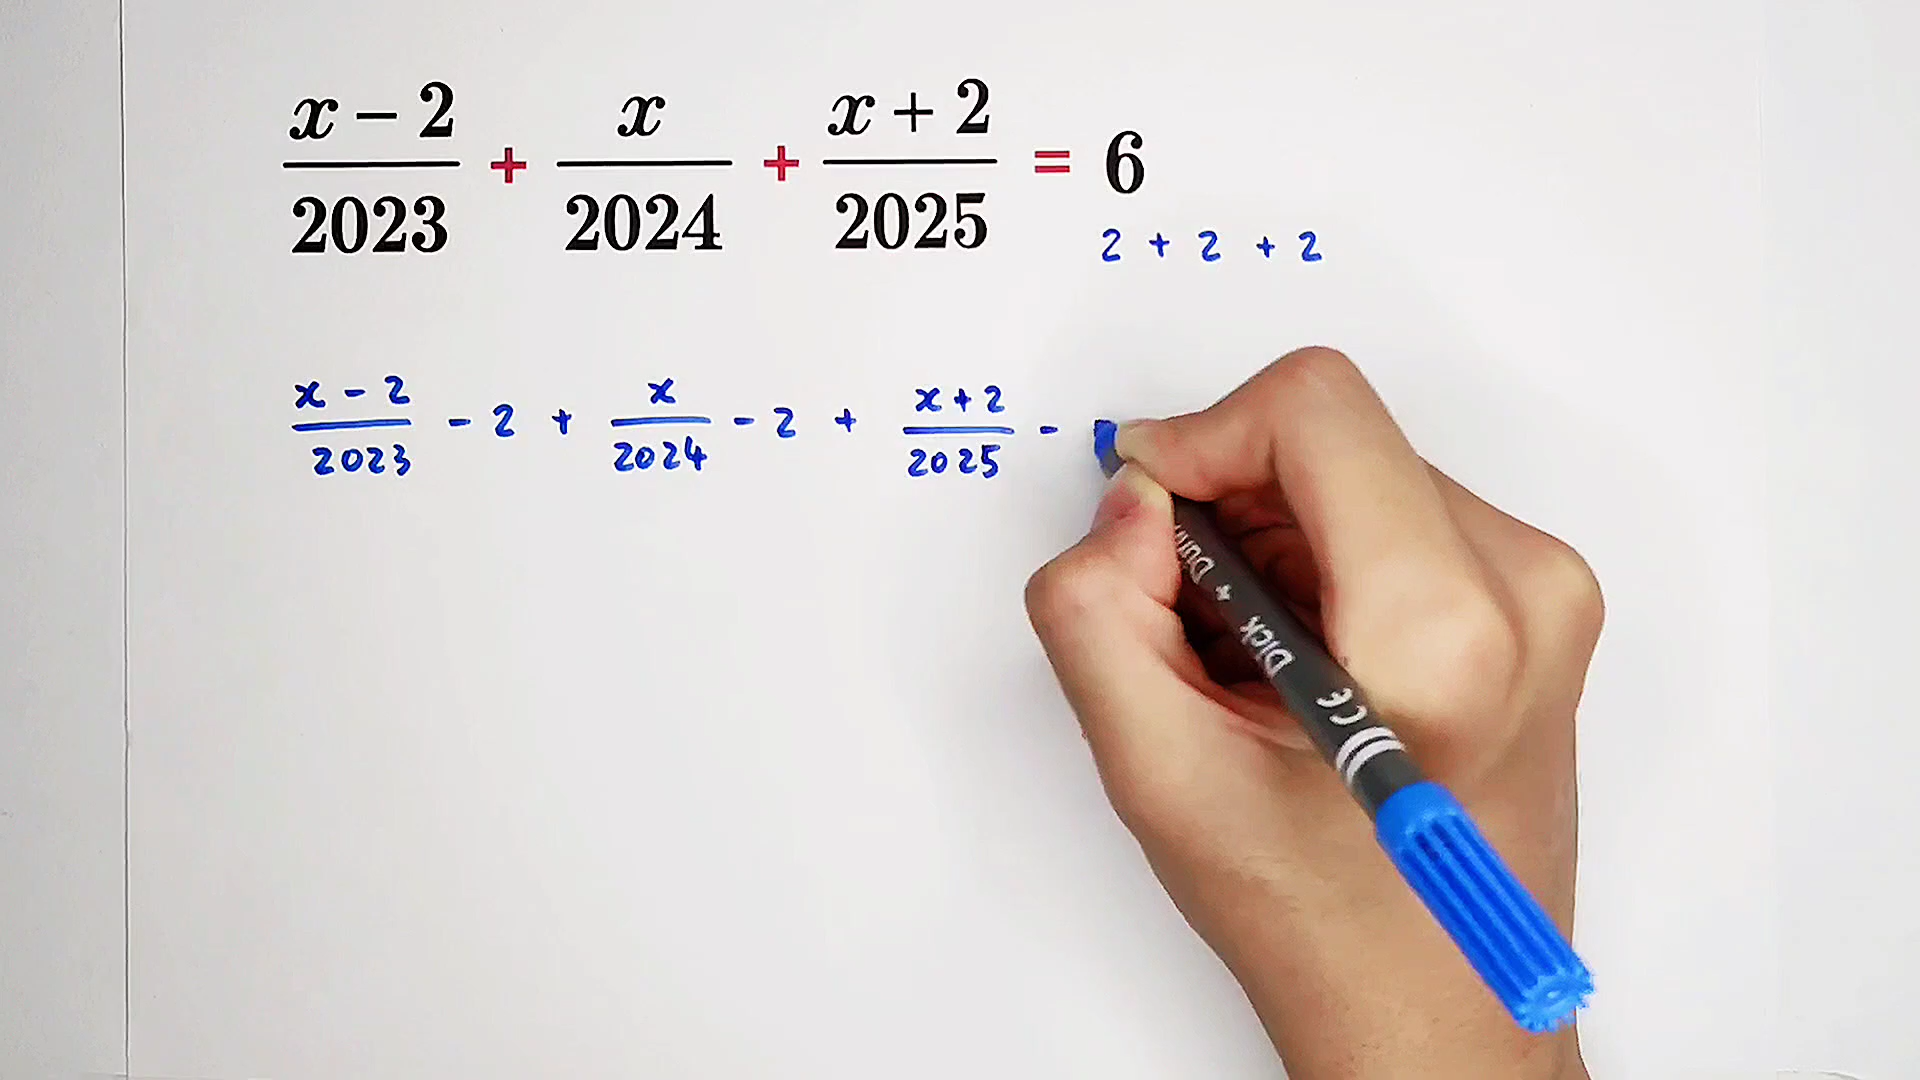 x − 2 / 2023 + x / 2024 + x + 2 / 2025 = 6
2 + 2 + 2
x − 2 / 2023 − 2 + x / 2024 − 2 + x + 2 / 2025 −
CE Dick +